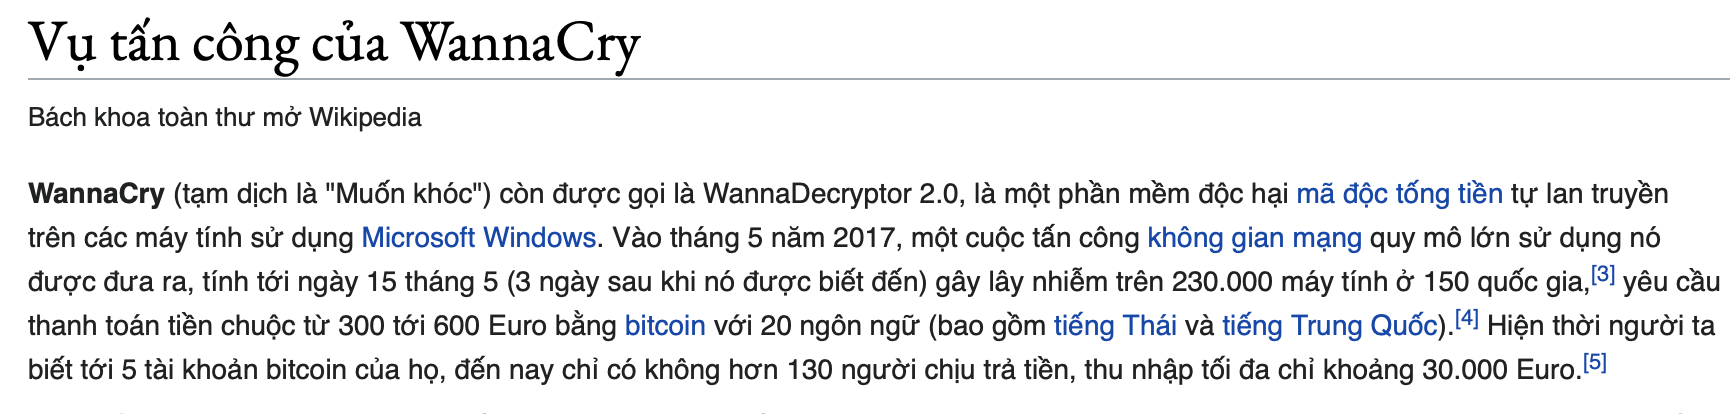 Vụ tấn công của WannaCry
Bách khoa toàn thư mở Wikipedia
WannaCry (tạm dịch là "Muốn khóc") còn được gọi là WannaDecryptor 2.0, là một phần mềm độc hại mã độc tống tiền tự lan truyền
trên các máy tính sử dụng Microsoft Windows. Vào tháng 5 năm 2017, một cuộc tấn công không gian mạng quy mô lớn sử dụng nó
được đưa ra, tính tới ngày 15 tháng 5 (3 ngày sau khi nó được biết đến) gây lây nhiễm trên 230.000 máy tính ở 150 quốc gia,[3] yêu cầu
thanh toán tiền chuộc từ 300 tới 600 Euro bằng bitcoin với 20 ngôn ngữ (bao gồm tiếng Thái và tiếng Trung Quốc).[4] Hiện thời người ta
biết tới 5 tài khoản bitcoin của họ, đến nay chỉ có không hơn 130 người chịu trả tiền, thu nhập tối đa chỉ khoảng 30.000 Euro.[5]